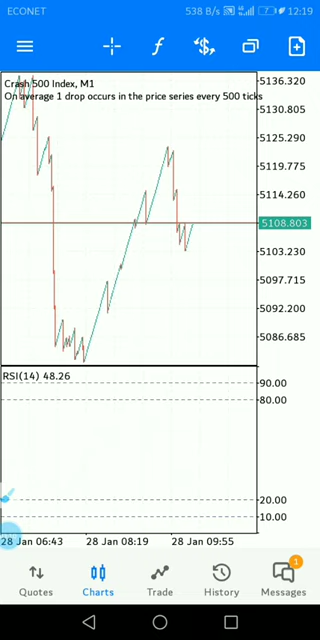 ECONET 538 B/s 7 12:19
Crash 500 Index, M1
On average 1 drop occurs in the price series every 500 ticks
5136.320
5130.805
5125.290
5119.775
5114.260
5108.803
5103.230
5097.715
5092.200
5086.685
RSI(14) 48.26
90.00
80.00
20.00
10.00
28 Jan 06:43 28 Jan 08:19 28 Jan 09:55
1
Quotes Charts Trade History Messages